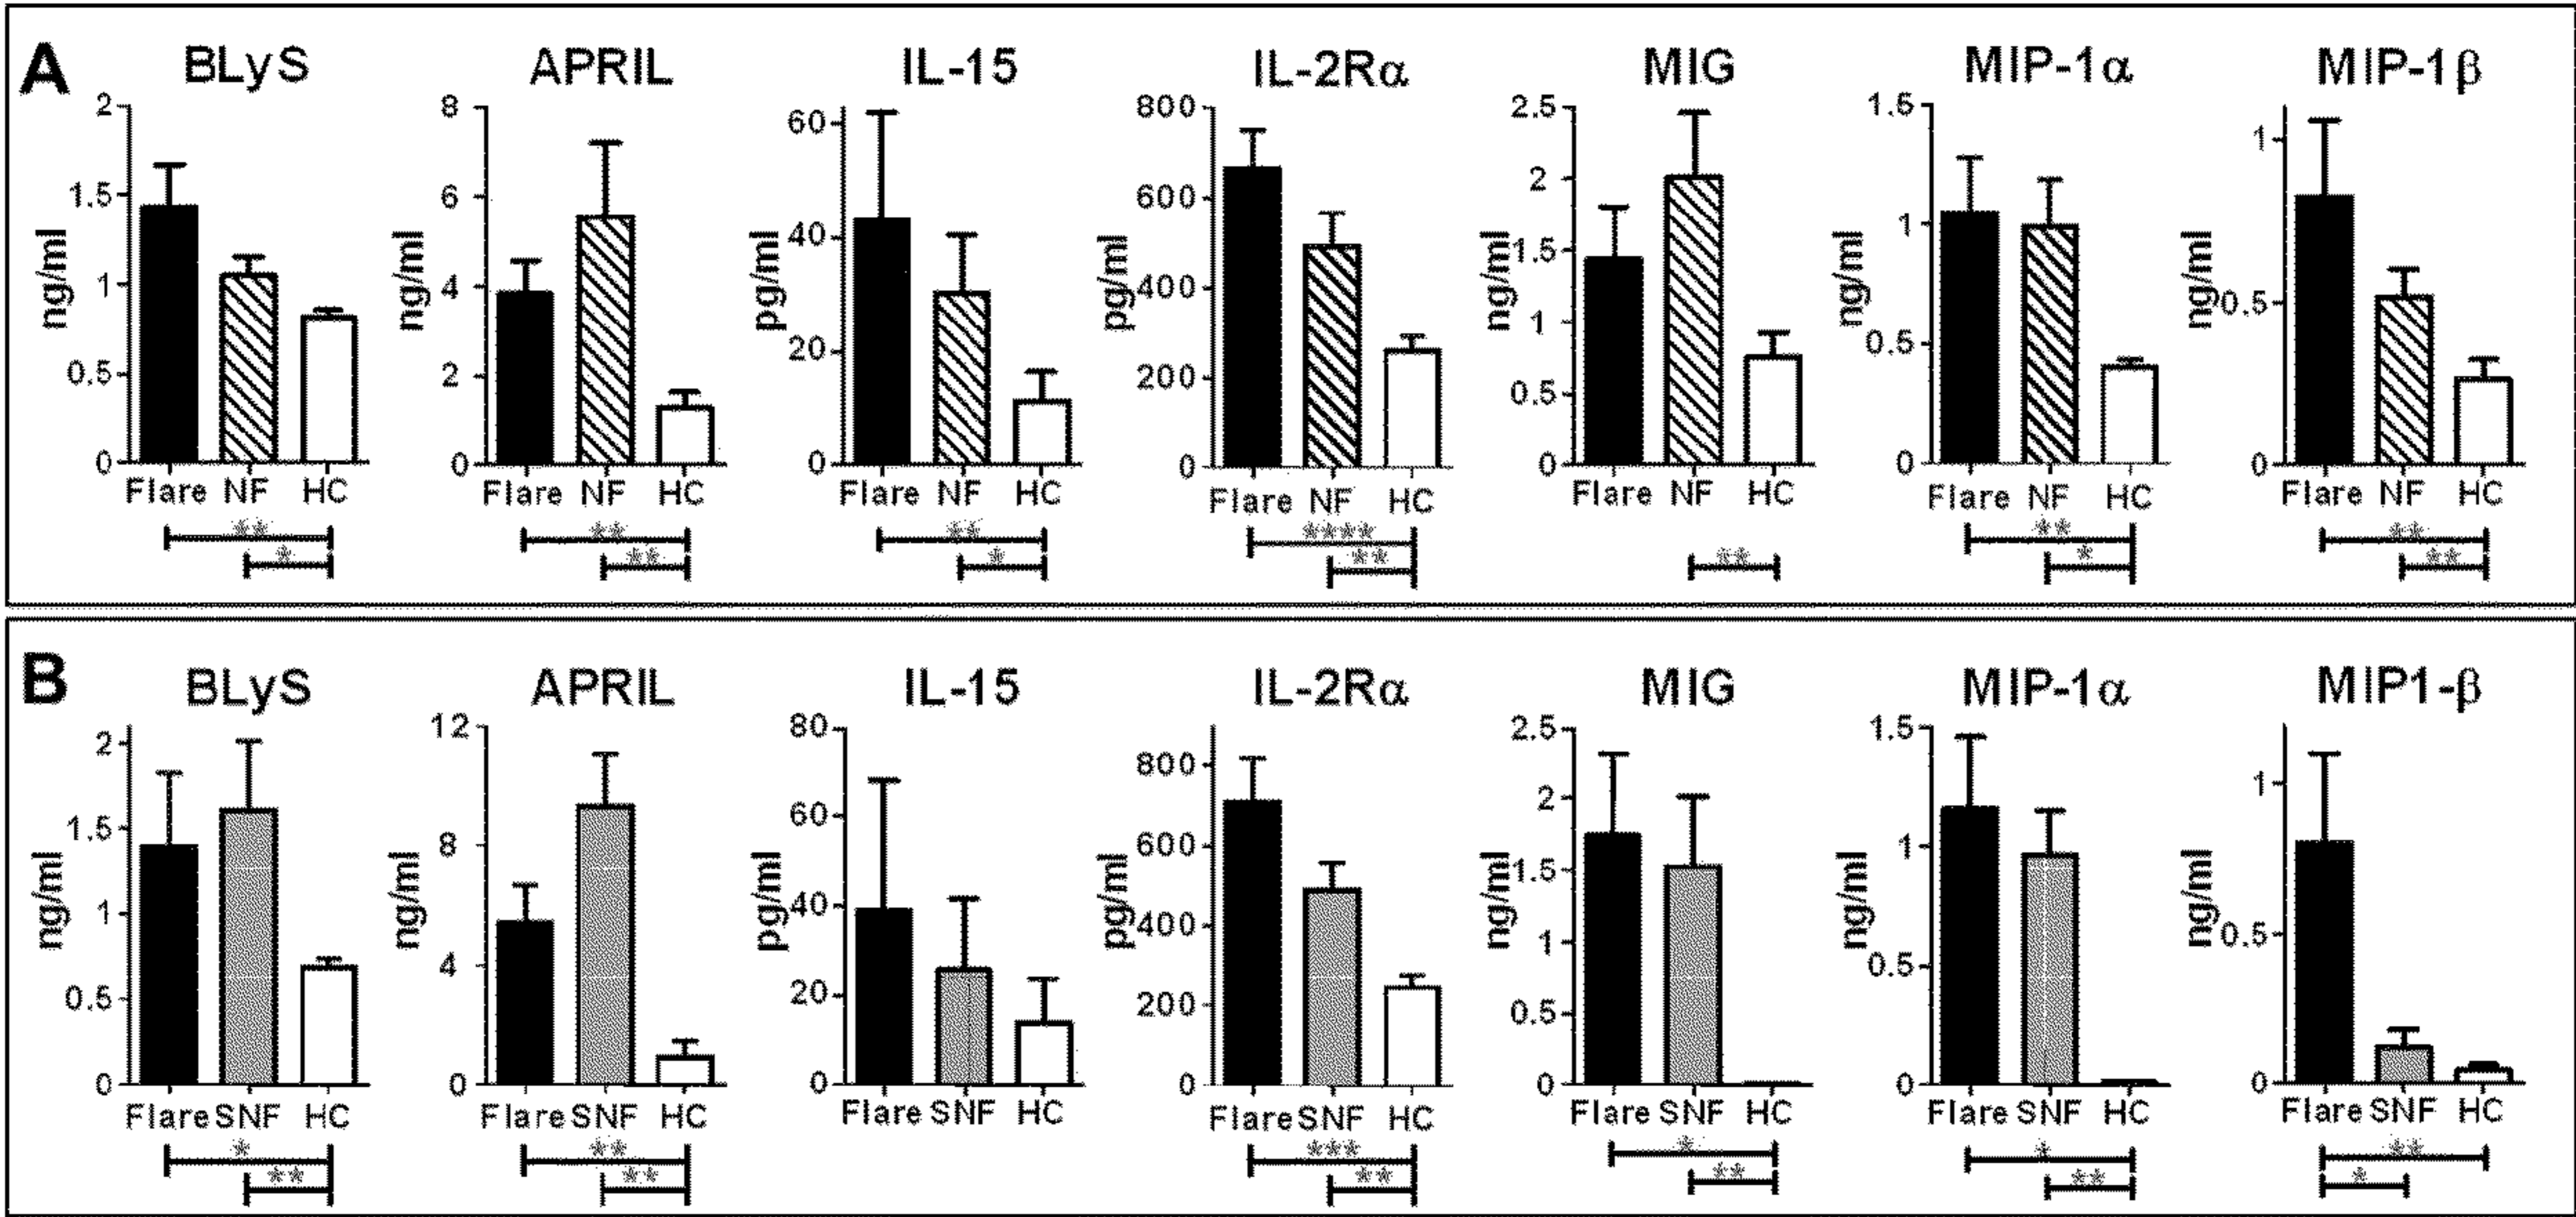 A
BLyS APRIL IL-15 IL-2Rα MIG MIP-1α MIP-1β
2 1.5 1 0.5 0 ng/ml
8 6 4 2 0 ng/ml
60 40 20 0 pg/ml
800 600 400 200 0 pg/ml
2.5 2 1.5 1 0.5 0 ng/ml
1.5 1 0.5 0 ng/ml
1 0.5 0 ng/ml
Flare NF HC Flare NF HC Flare NF HC Flare NF HC Flare NF HC Flare NF HC Flare NF HC
** ** ** **** ** **
* ** * ** ** * **
B
BLyS APRIL IL-15 IL-2Rα MIG MIP-1α MIP1-β
2 1.5 1 0.5 0 ng/ml
12 8 4 0 ng/ml
80 60 40 20 0 pg/ml
800 600 400 200 0 pg/ml
2.5 2 1.5 1 0.5 0 ng/ml
1.5 1 0.5 0 ng/ml
1 0.5 0 ng/ml
Flare SNF HC Flare SNF HC Flare SNF HC Flare SNF HC Flare SNF HC Flare SNF HC Flare SNF HC
* ** *** * * **
** ** ** ** ** *